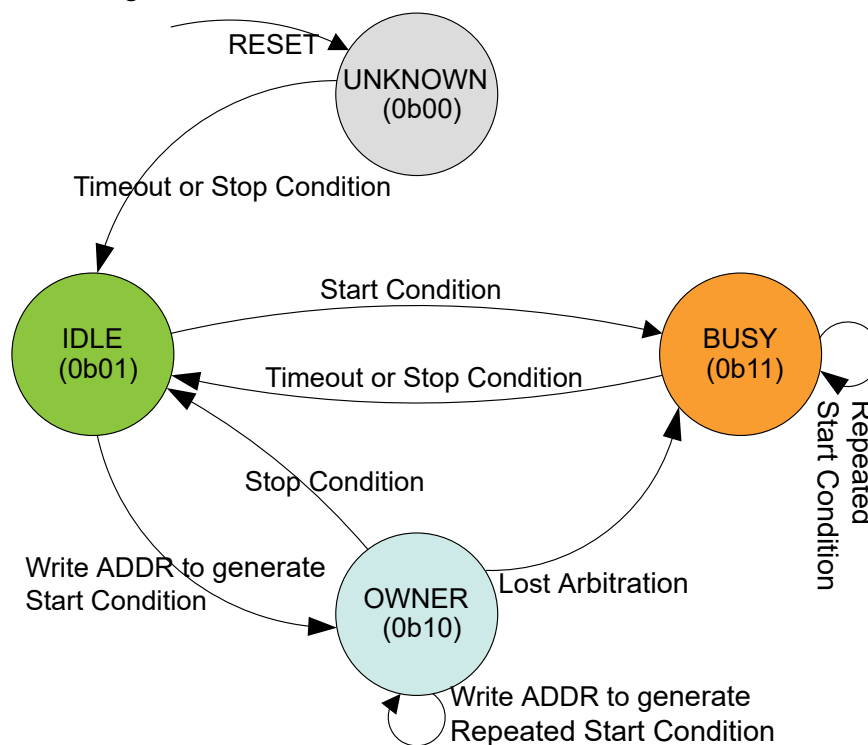 RESET
UNKNOWN
(0b00)
Timeout or Stop Condition
Start Condition
IDLE
(0b01)
BUSY
(0b11)
Timeout or Stop Condition
Repeated
Start Condition
Stop Condition
Write ADDR to generate
Start Condition
Lost Arbitration
OWNER
(0b10)
Write ADDR to generate
Repeated Start Condition